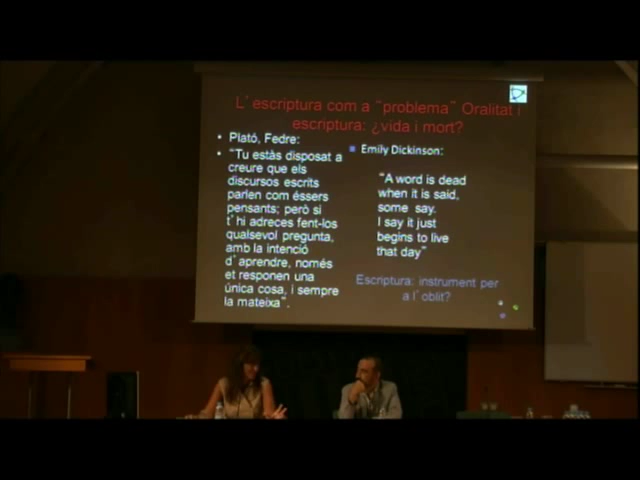 L'escriptura com a "problema" Oralitat i
escriptura: ¿vida i mort?
Plató, Fedre:
"Tu estàs disposat a
creure que els
discursos escrits
parlen com éssers
pensants; però si
t'hi adreces fent-los
qualsevol pregunta,
amb la intenció
d'aprendre, només
et responen una
única cosa, i sempre
la mateixa".
Emily Dickinson:
"A word is dead
when it is said,
some say.
I say it just
begins to live
that day"
Escriptura: instrument per
a l'oblit?